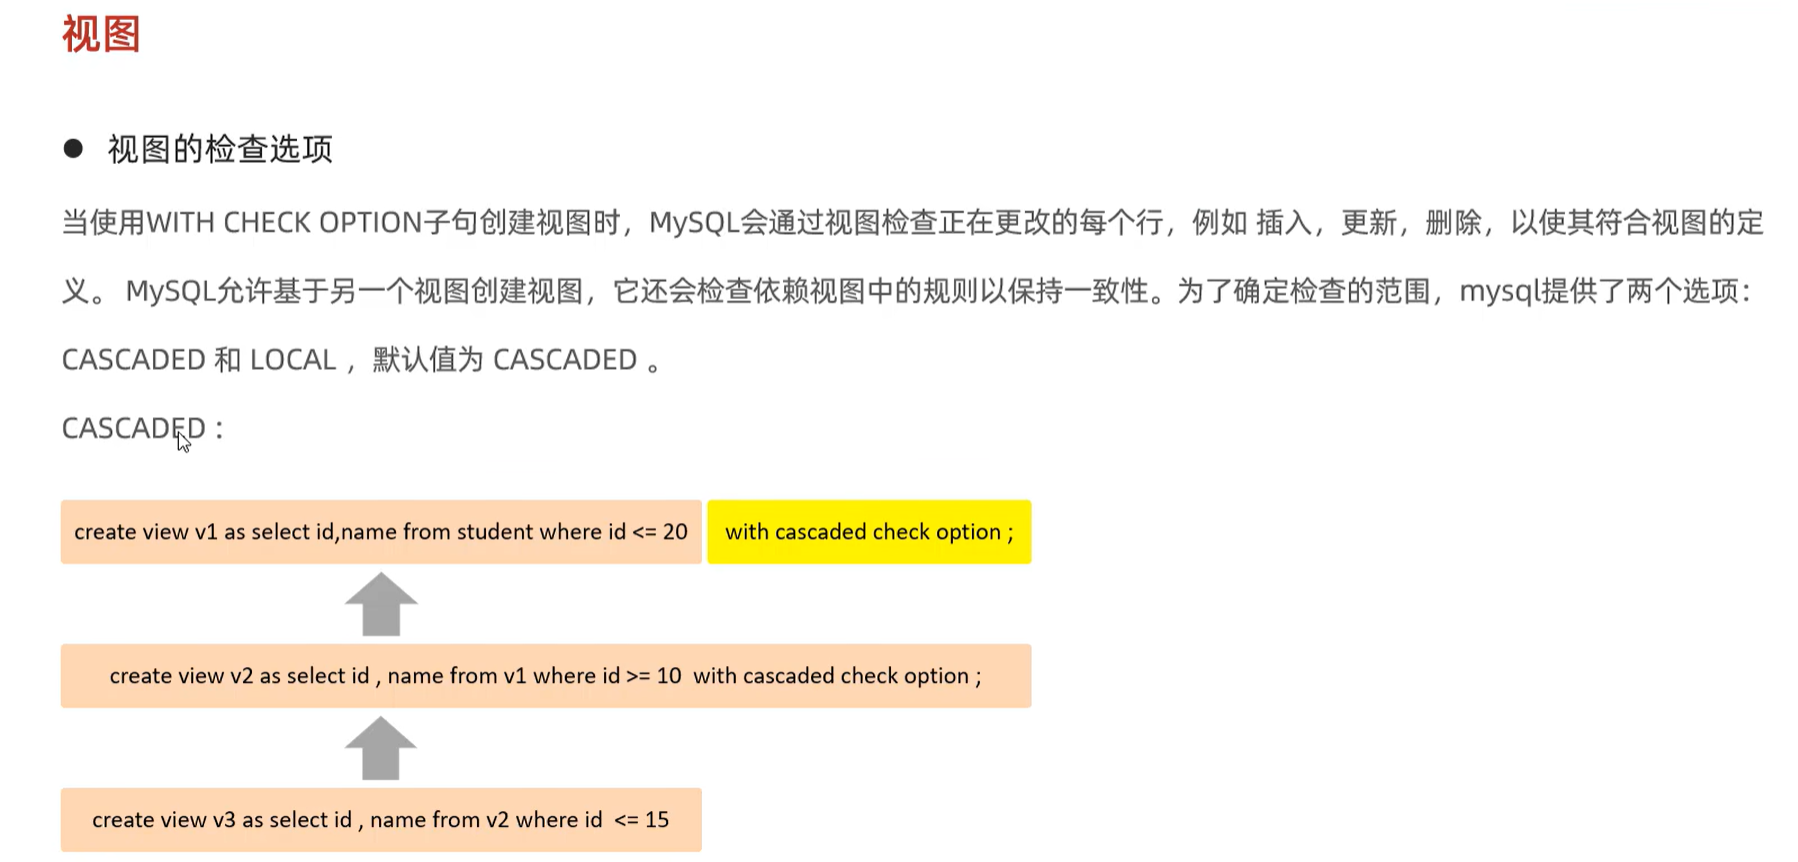 视图
● 视图的检查选项
当使用WITH CHECK OPTION子句创建视图时，MySQL会通过视图检查正在更改的每个行，例如 插入，更新，删除，以使其符合视图的定
义。 MySQL允许基于另一个视图创建视图，它还会检查依赖视图中的规则以保持一致性。为了确定检查的范围，mysql提供了两个选项：
CASCADED 和 LOCAL ，默认值为 CASCADED 。
CASCADED：
create view v1 as select id,name from student where id <= 20 with cascaded check option ;
create view v2 as select id , name from v1 where id >= 10 with cascaded check option ;
create view v3 as select id , name from v2 where id <= 15